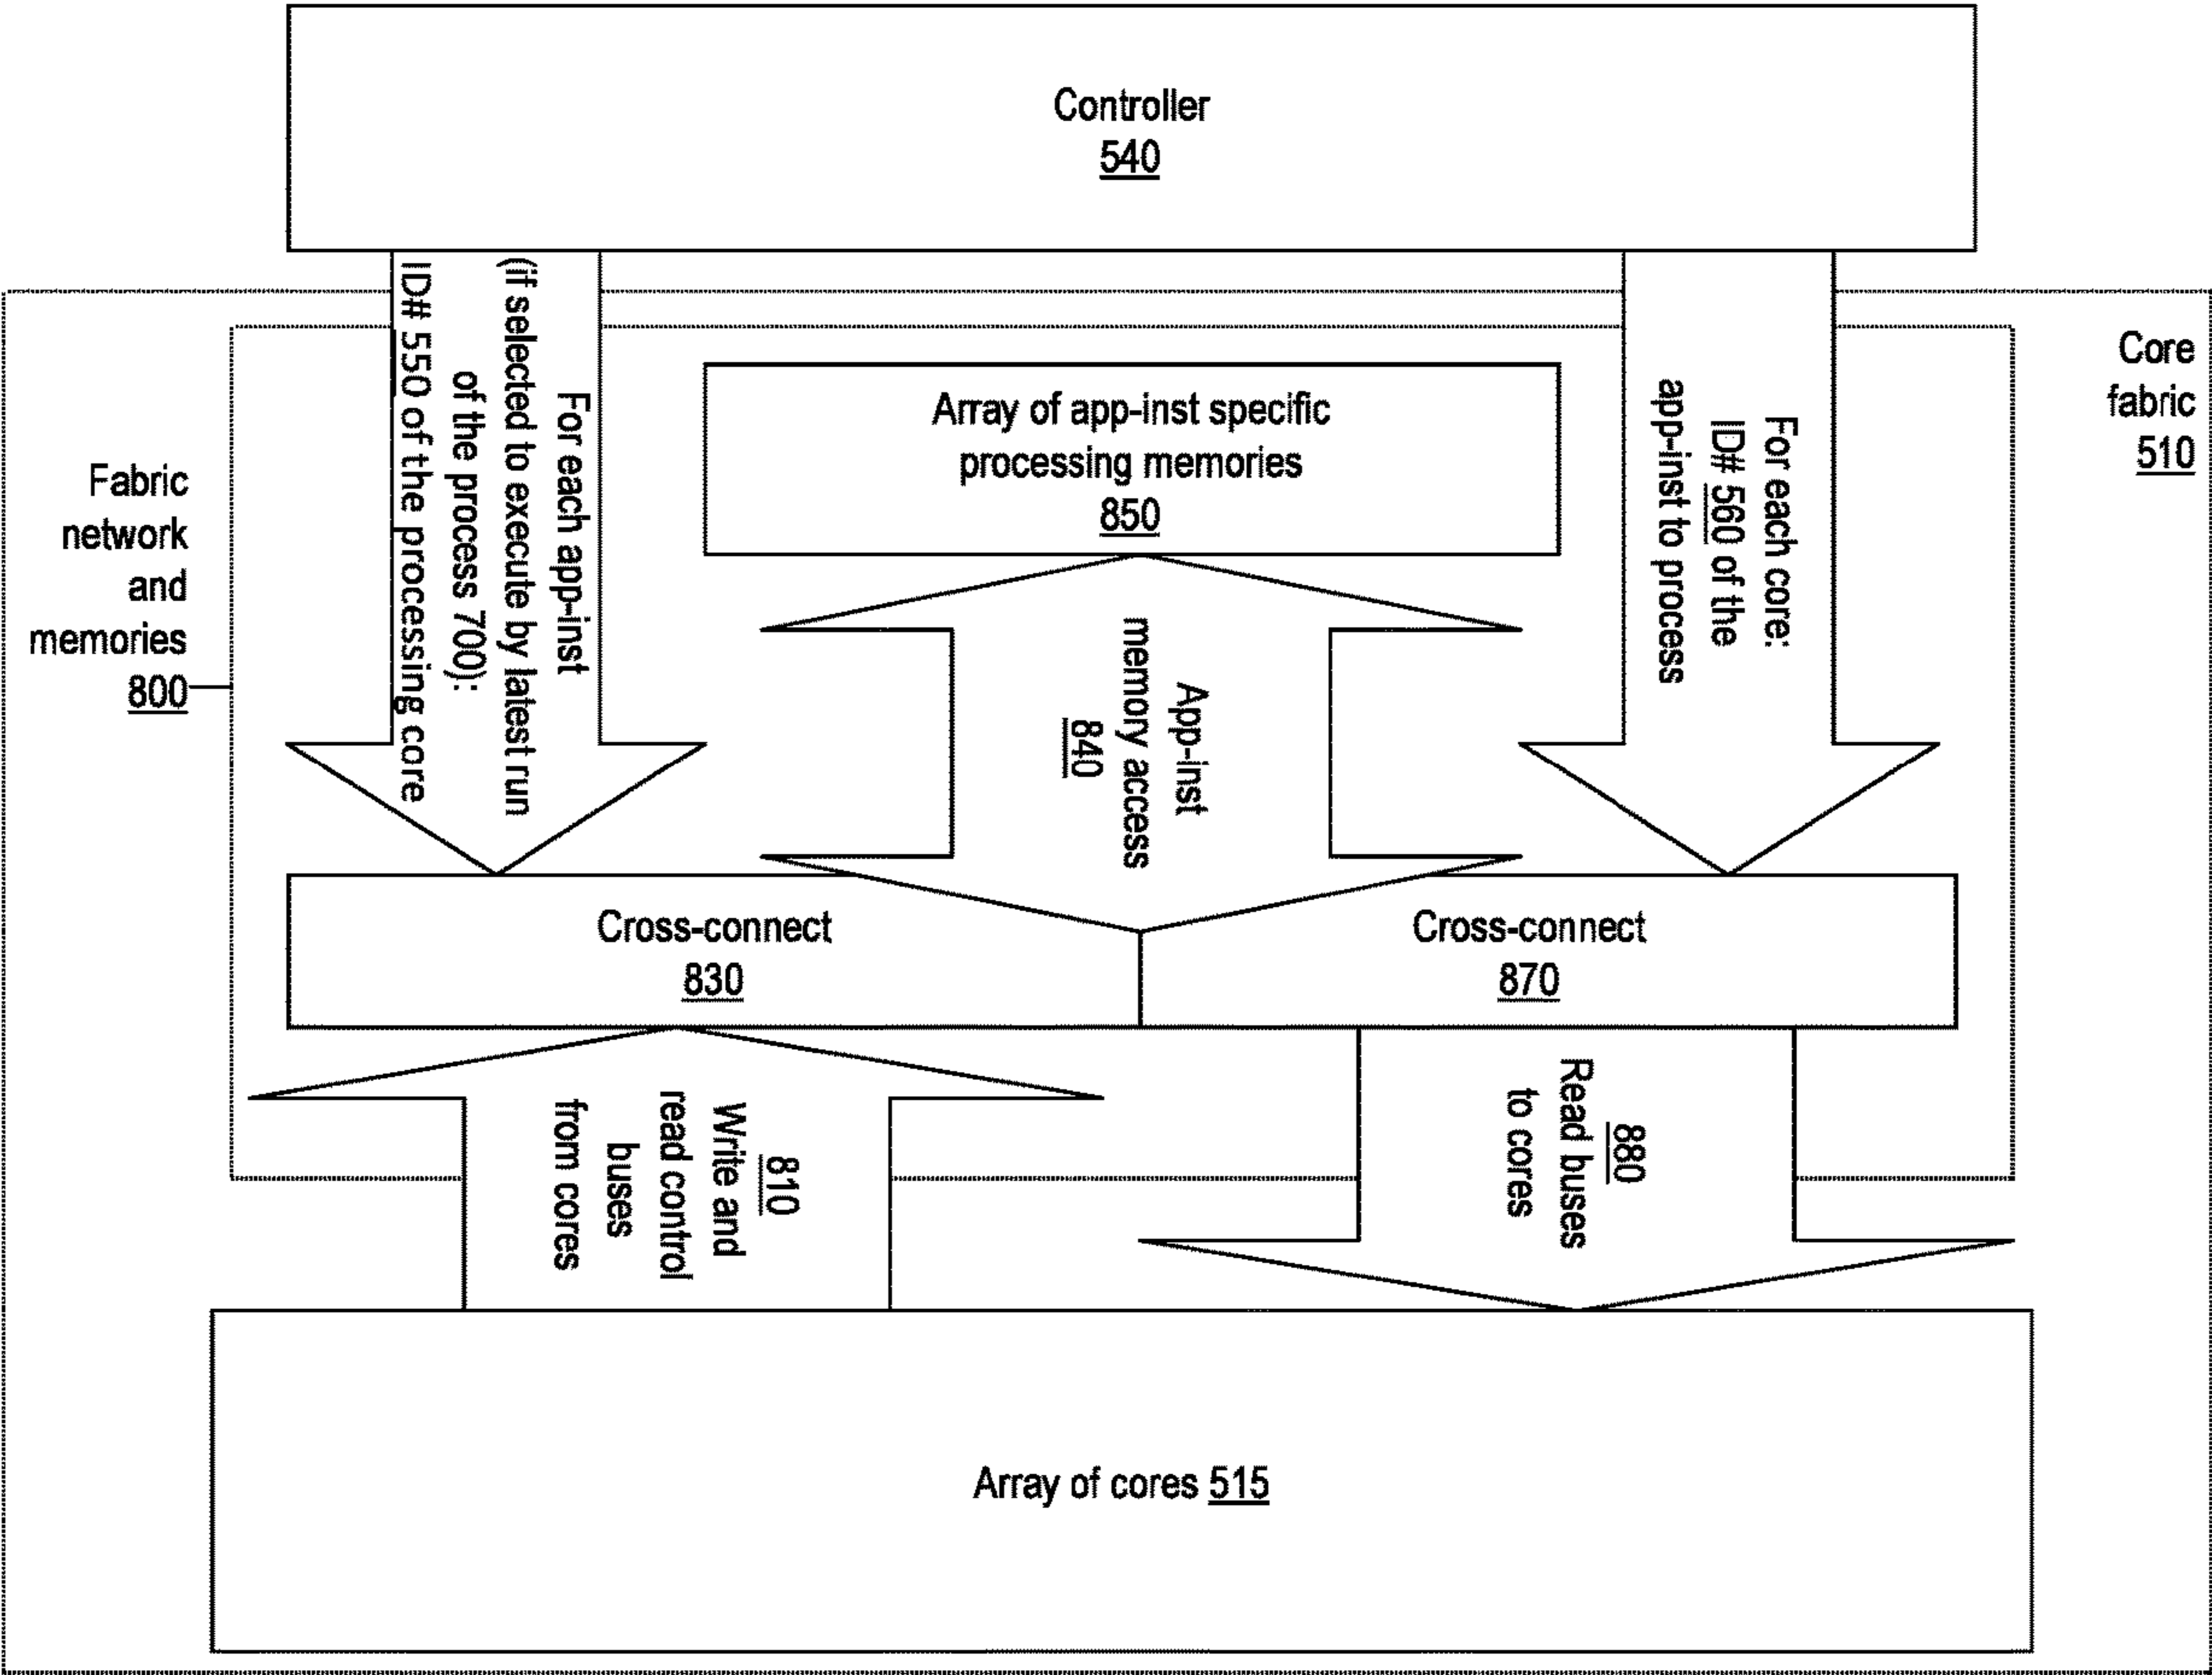 Controller
540
Core
fabric
510
Fabric
network
and
memories
800
For each app-inst
(if selected to execute by latest run
of the process 700):
ID# 550 of the processing core
Array of app-inst specific
processing memories
850
For each core:
ID# 560 of the
app-inst to process
App-inst
memory access
840
Cross-connect
830
Cross-connect
870
810
Write and
read control
buses
from cores
880
Read buses
to cores
Array of cores 515